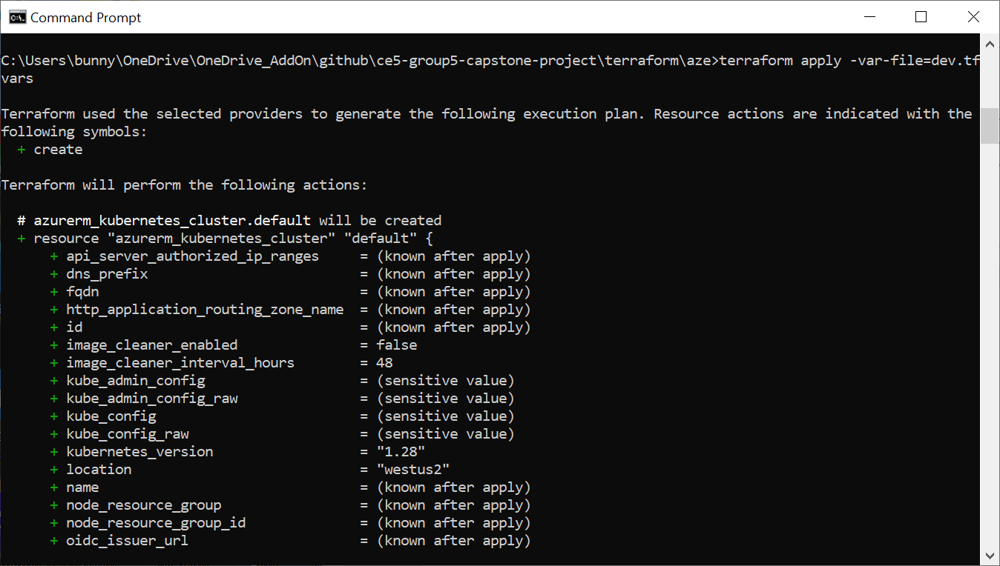 Command Prompt
C:\Users\bunny\OneDrive\OneDrive_AddOn\github\ce5-group5-capstone-project\terraform\aze>terraform apply -var-file=dev.tf
vars
Terraform used the selected providers to generate the following execution plan. Resource actions are indicated with the
following symbols:
  + create
Terraform will perform the following actions:
  # azurerm_kubernetes_cluster.default will be created
  + resource "azurerm_kubernetes_cluster" "default" {
      + api_server_authorized_ip_ranges     = (known after apply)
      + dns_prefix                          = (known after apply)
      + fqdn                                = (known after apply)
      + http_application_routing_zone_name  = (known after apply)
      + id                                  = (known after apply)
      + image_cleaner_enabled               = false
      + image_cleaner_interval_hours        = 48
      + kube_admin_config                   = (sensitive value)
      + kube_admin_config_raw               = (sensitive value)
      + kube_config                         = (sensitive value)
      + kube_config_raw                     = (sensitive value)
      + kubernetes_version                  = "1.28"
      + location                            = "westus2"
      + name                                = (known after apply)
      + node_resource_group                 = (known after apply)
      + node_resource_group_id              = (known after apply)
      + oidc_issuer_url                     = (known after apply)